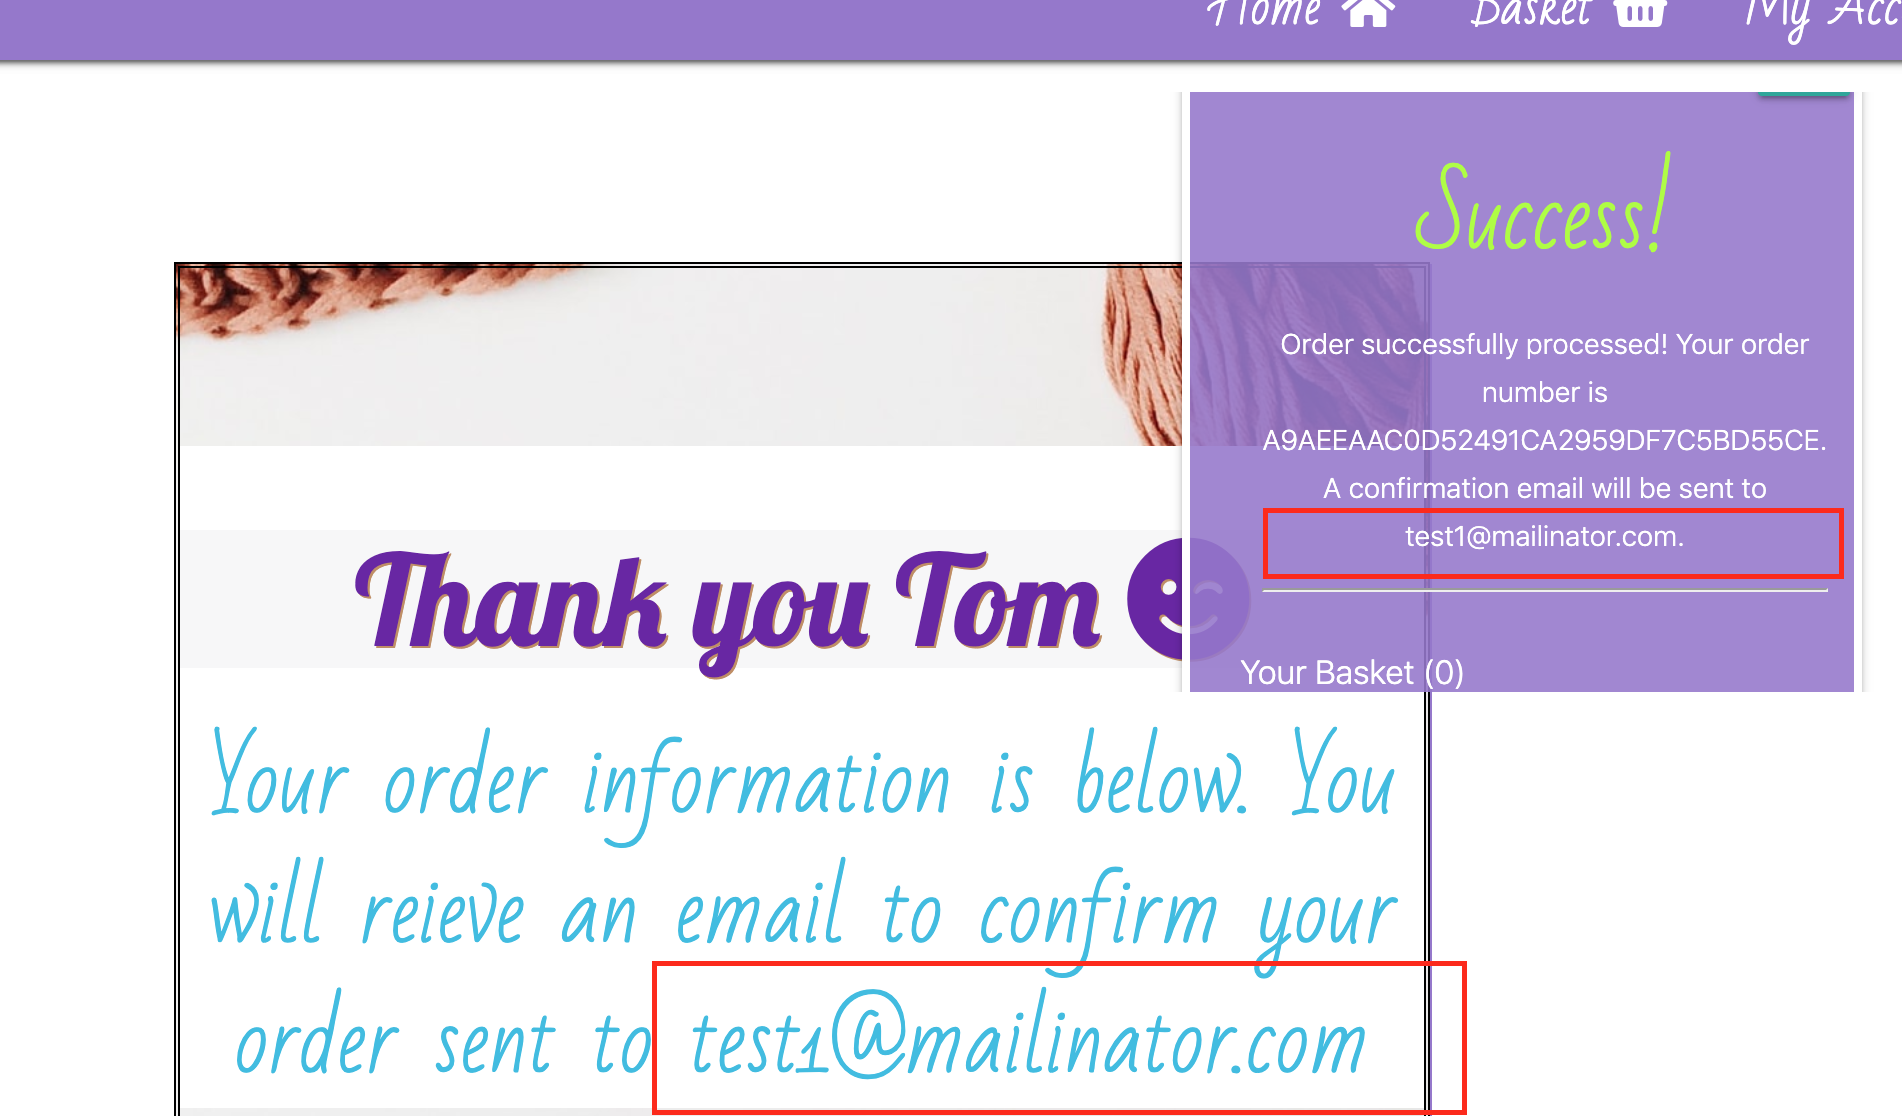 Home Basket My Acc
Success!
Order successfully processed! Your order
number is
A9AEEAAC0D52491CA2959DF7C5BD55CE.
A confirmation email will be sent to
test1@mailinator.com.
Your Basket (0)
Thank you Tom
Your order information is below. You
will reieve an email to confirm your
order sent to test1@mailinator.com